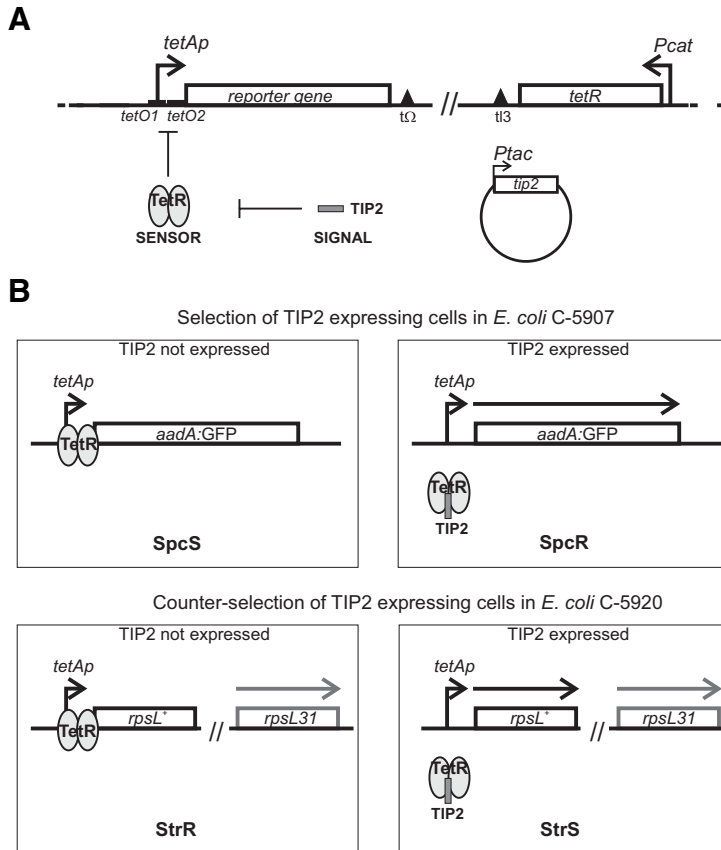 A
tetAp
Pcat
reporter gene
tetR
tetO1 tetO2
tΩ
//
tI3
Ptac
tip2
TetR
TIP2
SENSOR
SIGNAL
B
Selection of TIP2 expressing cells in E. coli C-5907
TIP2 not expressed
tetAp
TetR
aadA:GFP
SpcS
TIP2 expressed
tetAp
aadA:GFP
TetR
TIP2
SpcR
Counter-selection of TIP2 expressing cells in E. coli C-5920
TIP2 not expressed
tetAp
TetR
rpsL+
//
rpsL31
StrR
TIP2 expressed
tetAp
rpsL+
//
rpsL31
TetR
TIP2
StrS